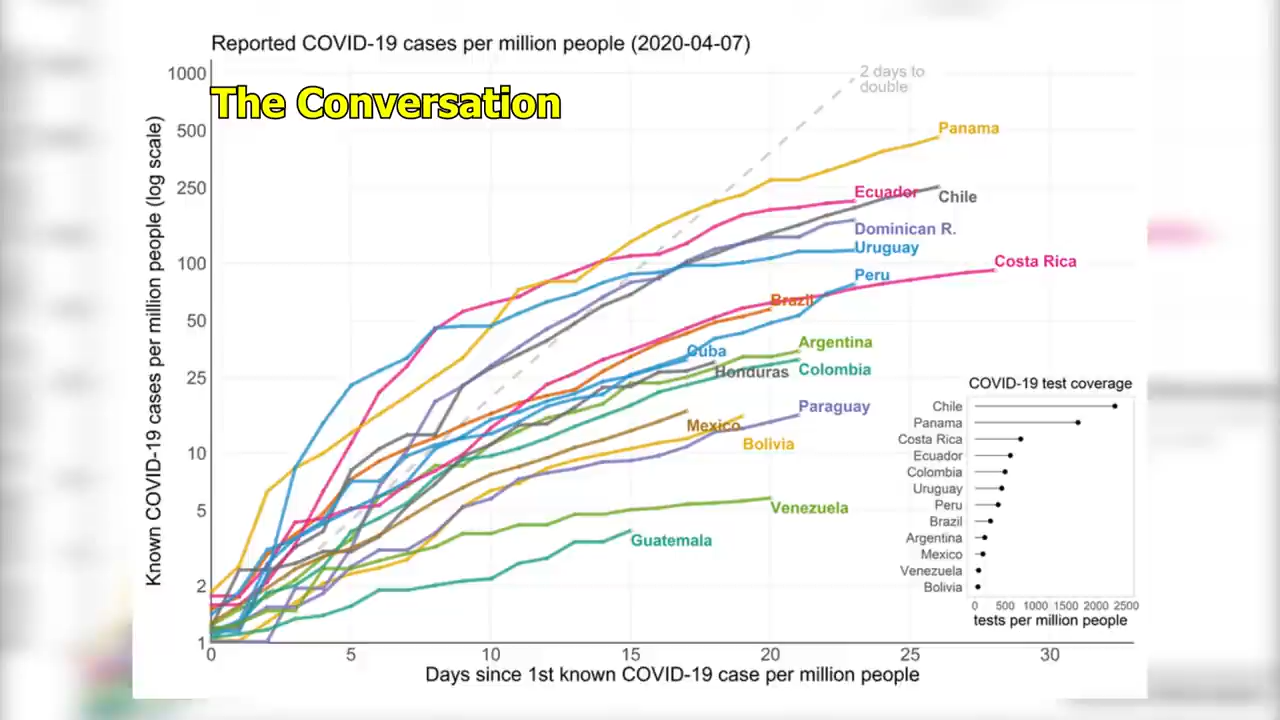 Reported COVID-19 cases per million people (2020-04-07)
The Conversation
Known COVID-19 cases per million people (log scale)
1000
500
250
100
50
25
10
5
2
1
2 days to
double
Panama
Ecuador
Chile
Dominican R.
Uruguay
Costa Rica
Peru
Brazil
Argentina
Cuba
Honduras
Colombia
Paraguay
Mexico
Bolivia
Venezuela
Guatemala
COVID-19 test coverage
Chile
Panama
Costa Rica
Ecuador
Colombia
Uruguay
Peru
Brazil
Argentina
Mexico
Venezuela
Bolivia
0 500 1000 1500 2000 2500
tests per million people
0 5 10 15 20 25 30
Days since 1st known COVID-19 case per million people